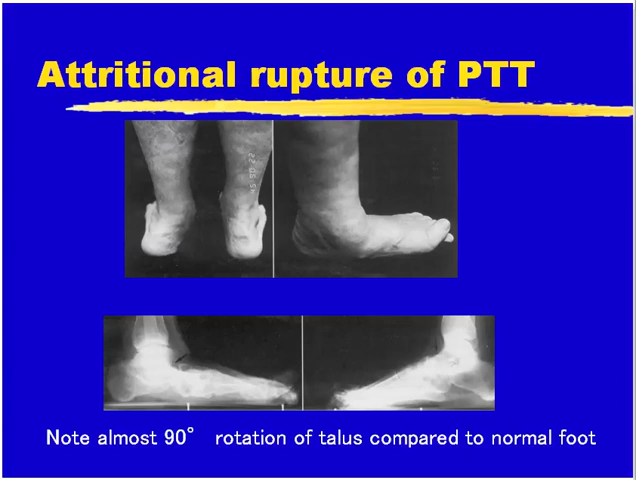 Attritional rupture of PTT
Note almost 90° rotation of talus compared to normal foot